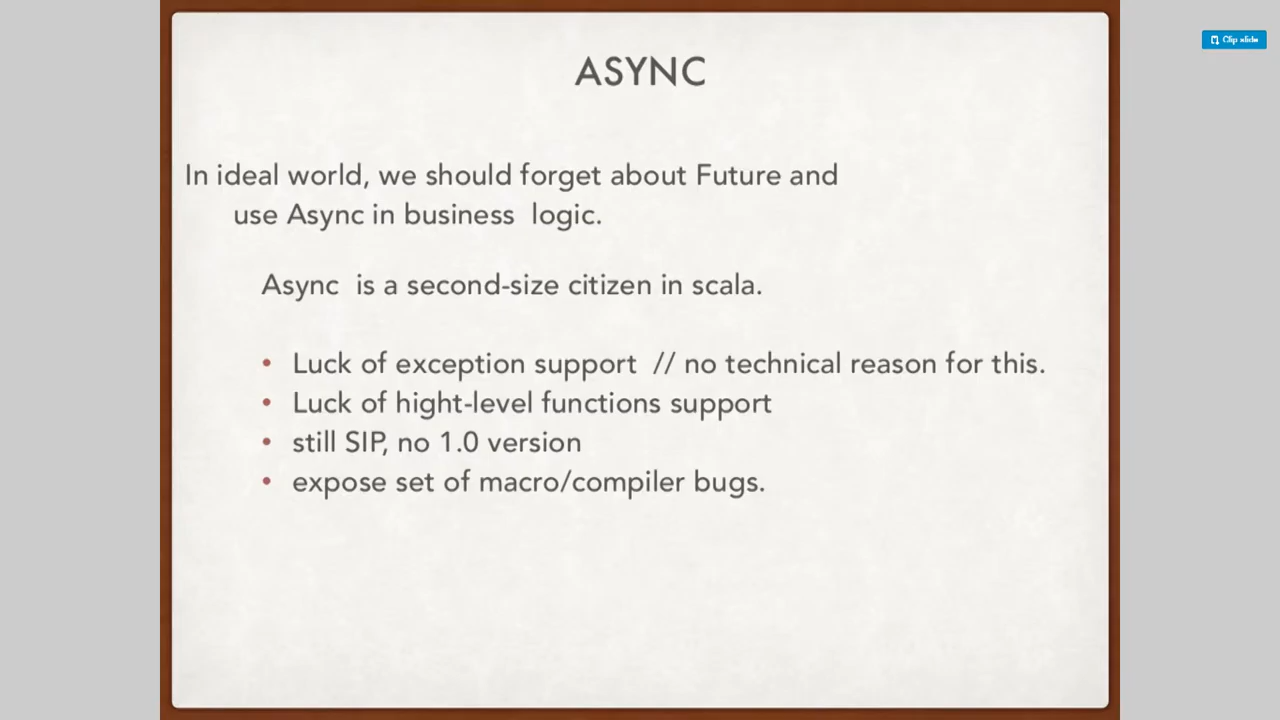 Clip slide
ASYNC
In ideal world, we should forget about Future and
use Async in business logic.
Async is a second-size citizen in scala.
• Luck of exception support // no technical reason for this.
• Luck of hight-level functions support
• still SIP, no 1.0 version
• expose set of macro/compiler bugs.